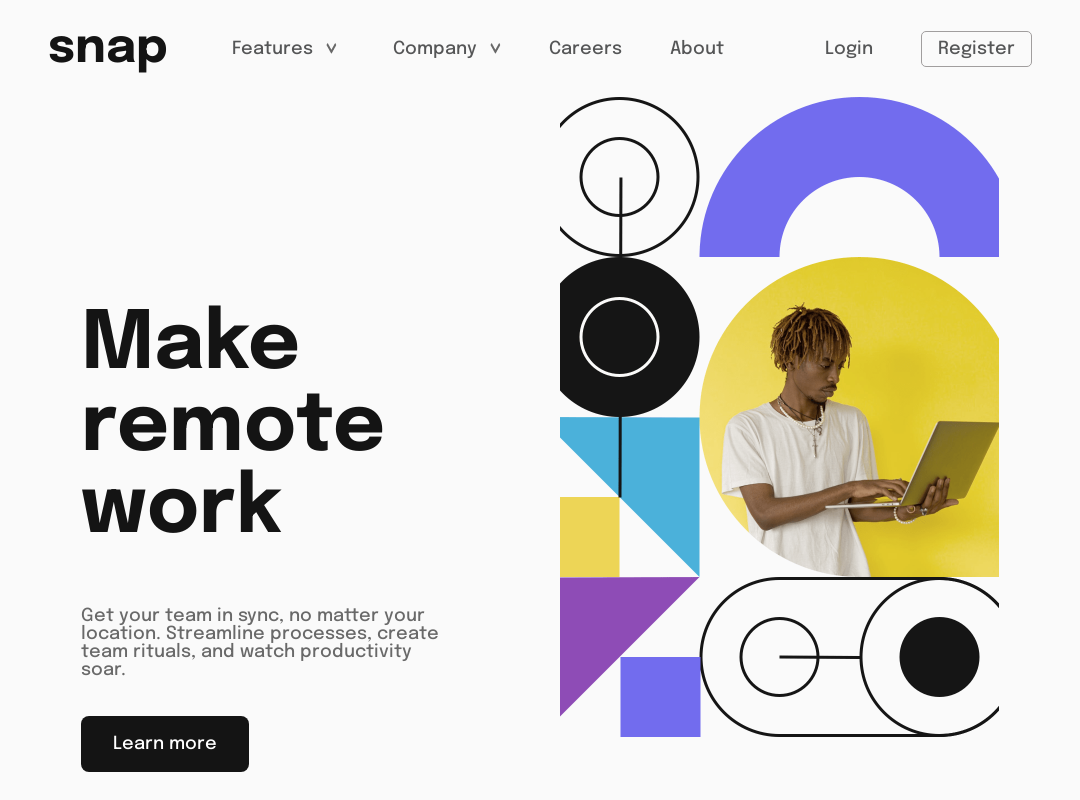 snap
Features
Company
Careers
About
Login
Register
Make
remote
work
Get your team in sync, no matter your
location. Streamline processes, create
team rituals, and watch productivity
soar.
Learn more